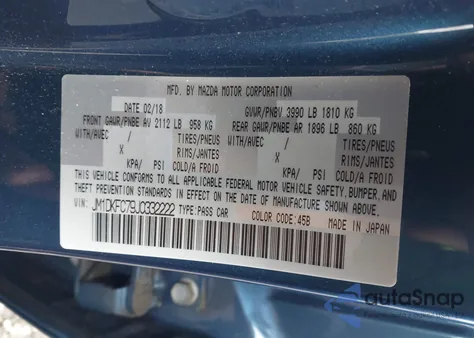 MFD. BY MAZDA MOTOR CORPORATION
DATE 02/18 GVWR/PNBV 3990 LB 1810 KG
FRONT GAWR/PNBE AV 2112 LB 958 KG REAR GAWR/PNBE AR 1896 LB 860 KG
WITH/AVEC / TIRES/PNEUS WITH/AVEC / TIRES/PNEUS
X RIMS/JANTES X RIMS/JANTES
KPA/ PSI COLD/A FROID KPA/ PSI COLD/A FROID
THIS VEHICLE CONFORMS TO ALL APPLICABLE FEDERAL MOTOR VEHICLE SAFETY, BUMPER, AND
THEFT PREVENTION STANDARDS IN EFFECT ON THE DATE OF MANUFACTURE SHOWN ABOVE.
VIN: JM1DKFC79J0332222 TYPE:PASS CAR COLOR CODE:45B MADE IN JAPAN
autoSnap